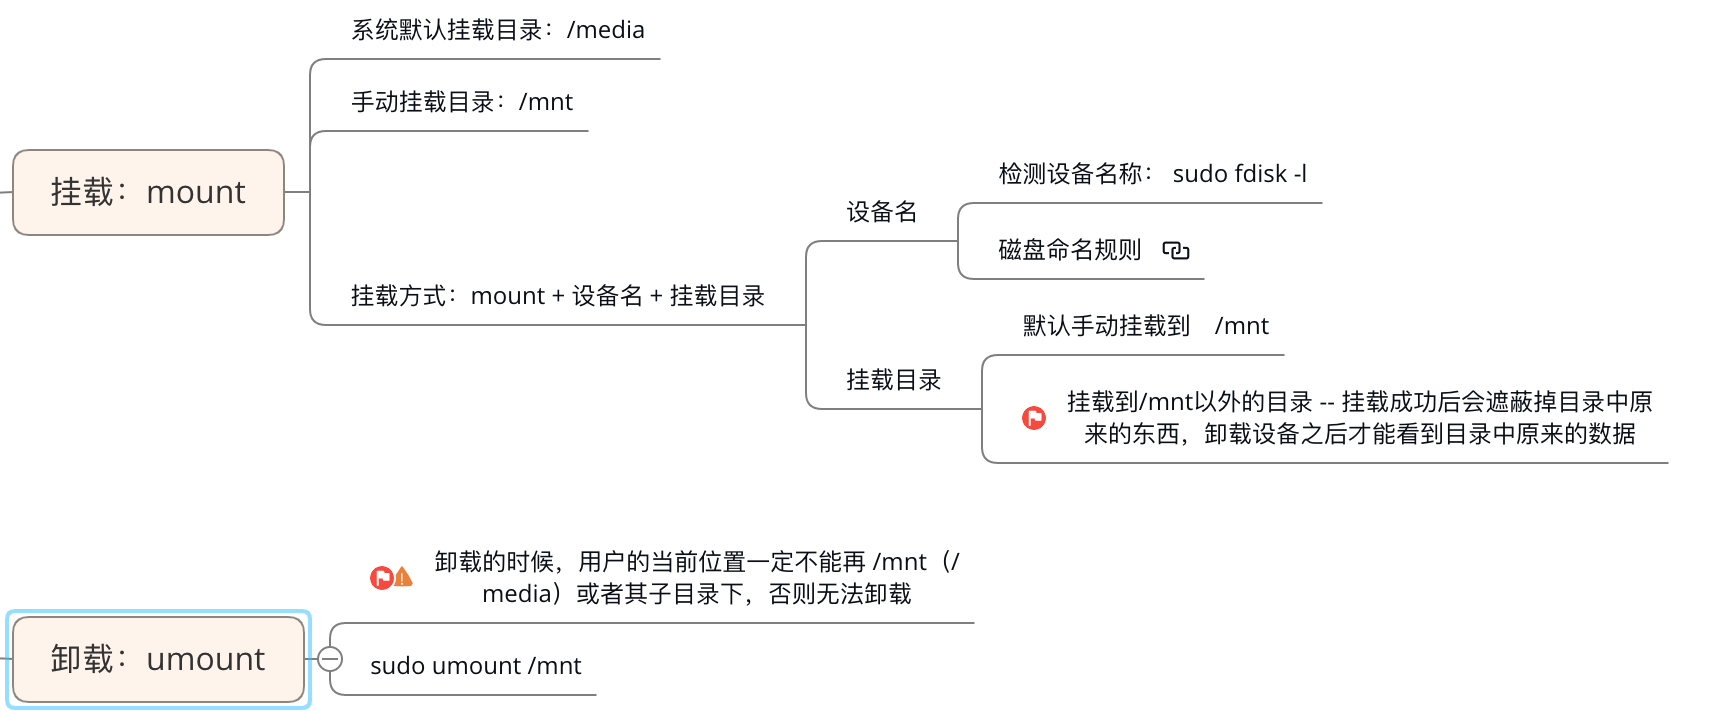 系统默认挂载目录：/media
手动挂载目录：/mnt
挂载：mount
检测设备名称： sudo fdisk -l
设备名
磁盘命名规则
挂载方式：mount + 设备名 + 挂载目录
默认手动挂载到 /mnt
挂载目录
挂载到/mnt以外的目录 -- 挂载成功后会遮蔽掉目录中原
来的东西，卸载设备之后才能看到目录中原来的数据
卸载的时候，用户的当前位置一定不能再 /mnt（/
media）或者其子目录下，否则无法卸载
卸载：umount
sudo umount /mnt